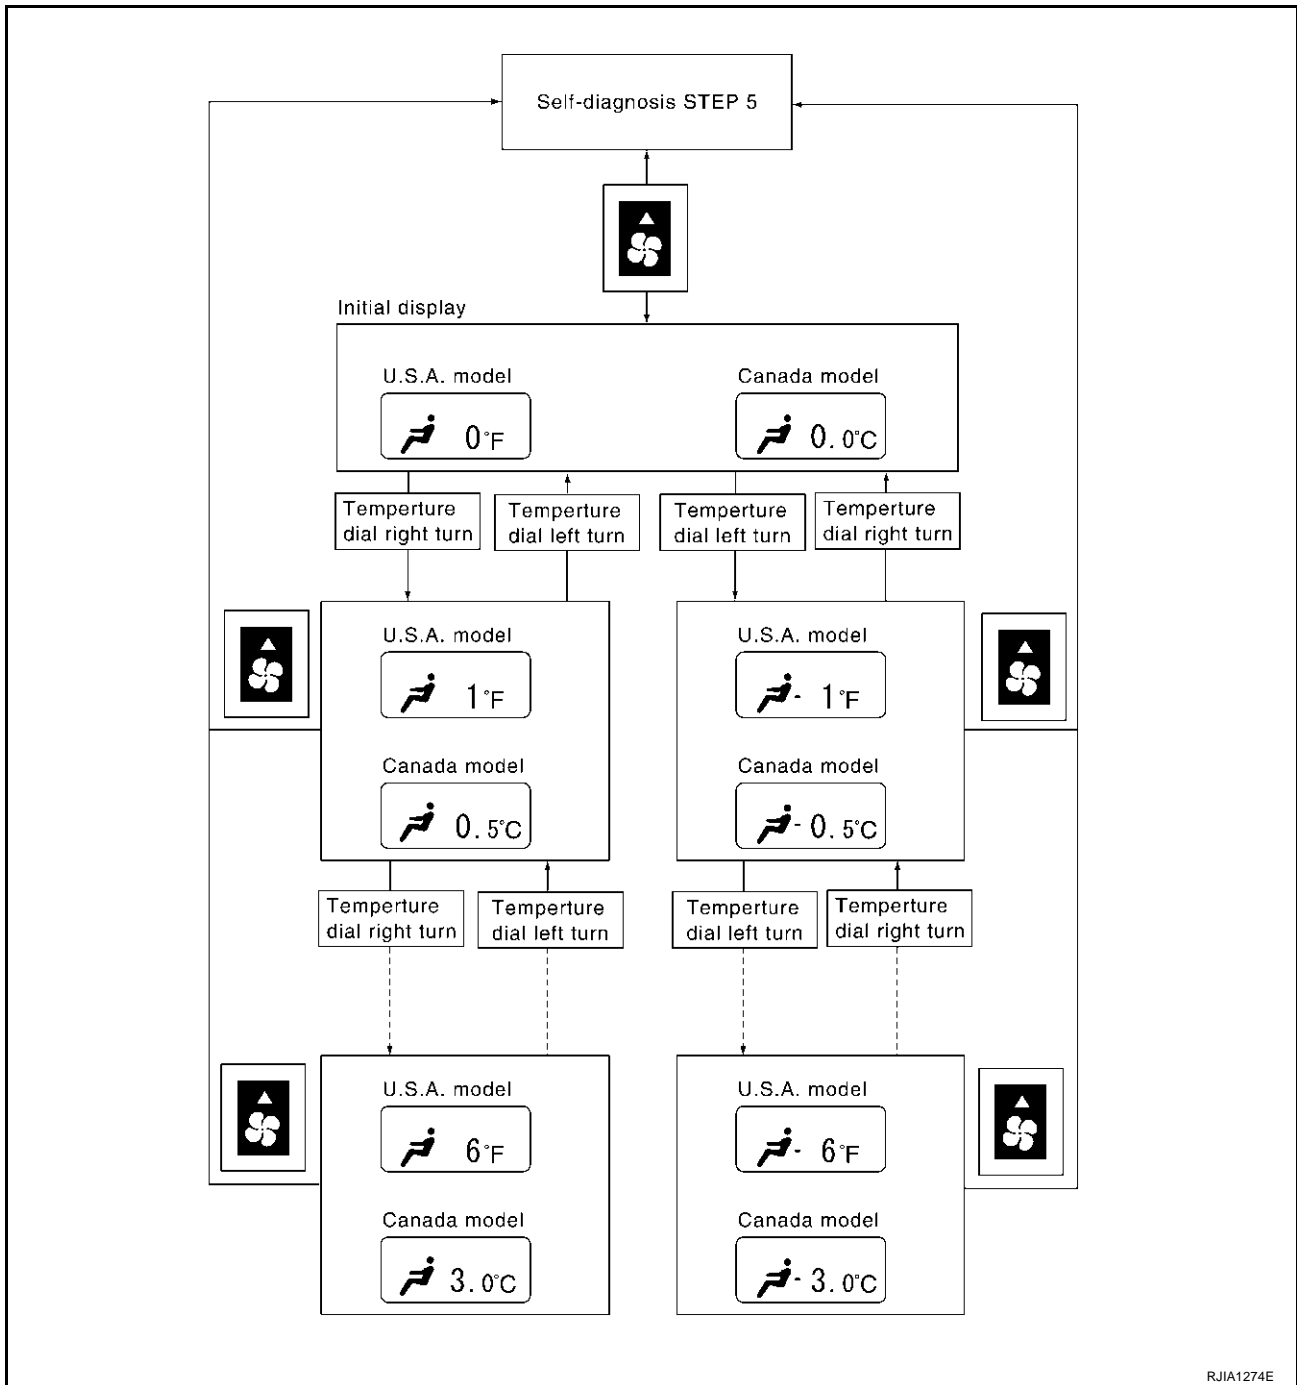 Self-diagnosis STEP 5
Initial display
U.S.A. model
Canada model
0°F
0.0°C
Temperture
dial right turn
Temperture
dial left turn
Temperture
dial left turn
Temperture
dial right turn
U.S.A. model
1°F
Canada model
0.5°C
U.S.A. model
- 1°F
Canada model
- 0.5°C
Temperture
dial right turn
Temperture
dial left turn
Temperture
dial left turn
Temperture
dial right turn
U.S.A. model
6°F
Canada model
3.0°C
U.S.A. model
- 6°F
Canada model
- 3.0°C
RJIA1274E